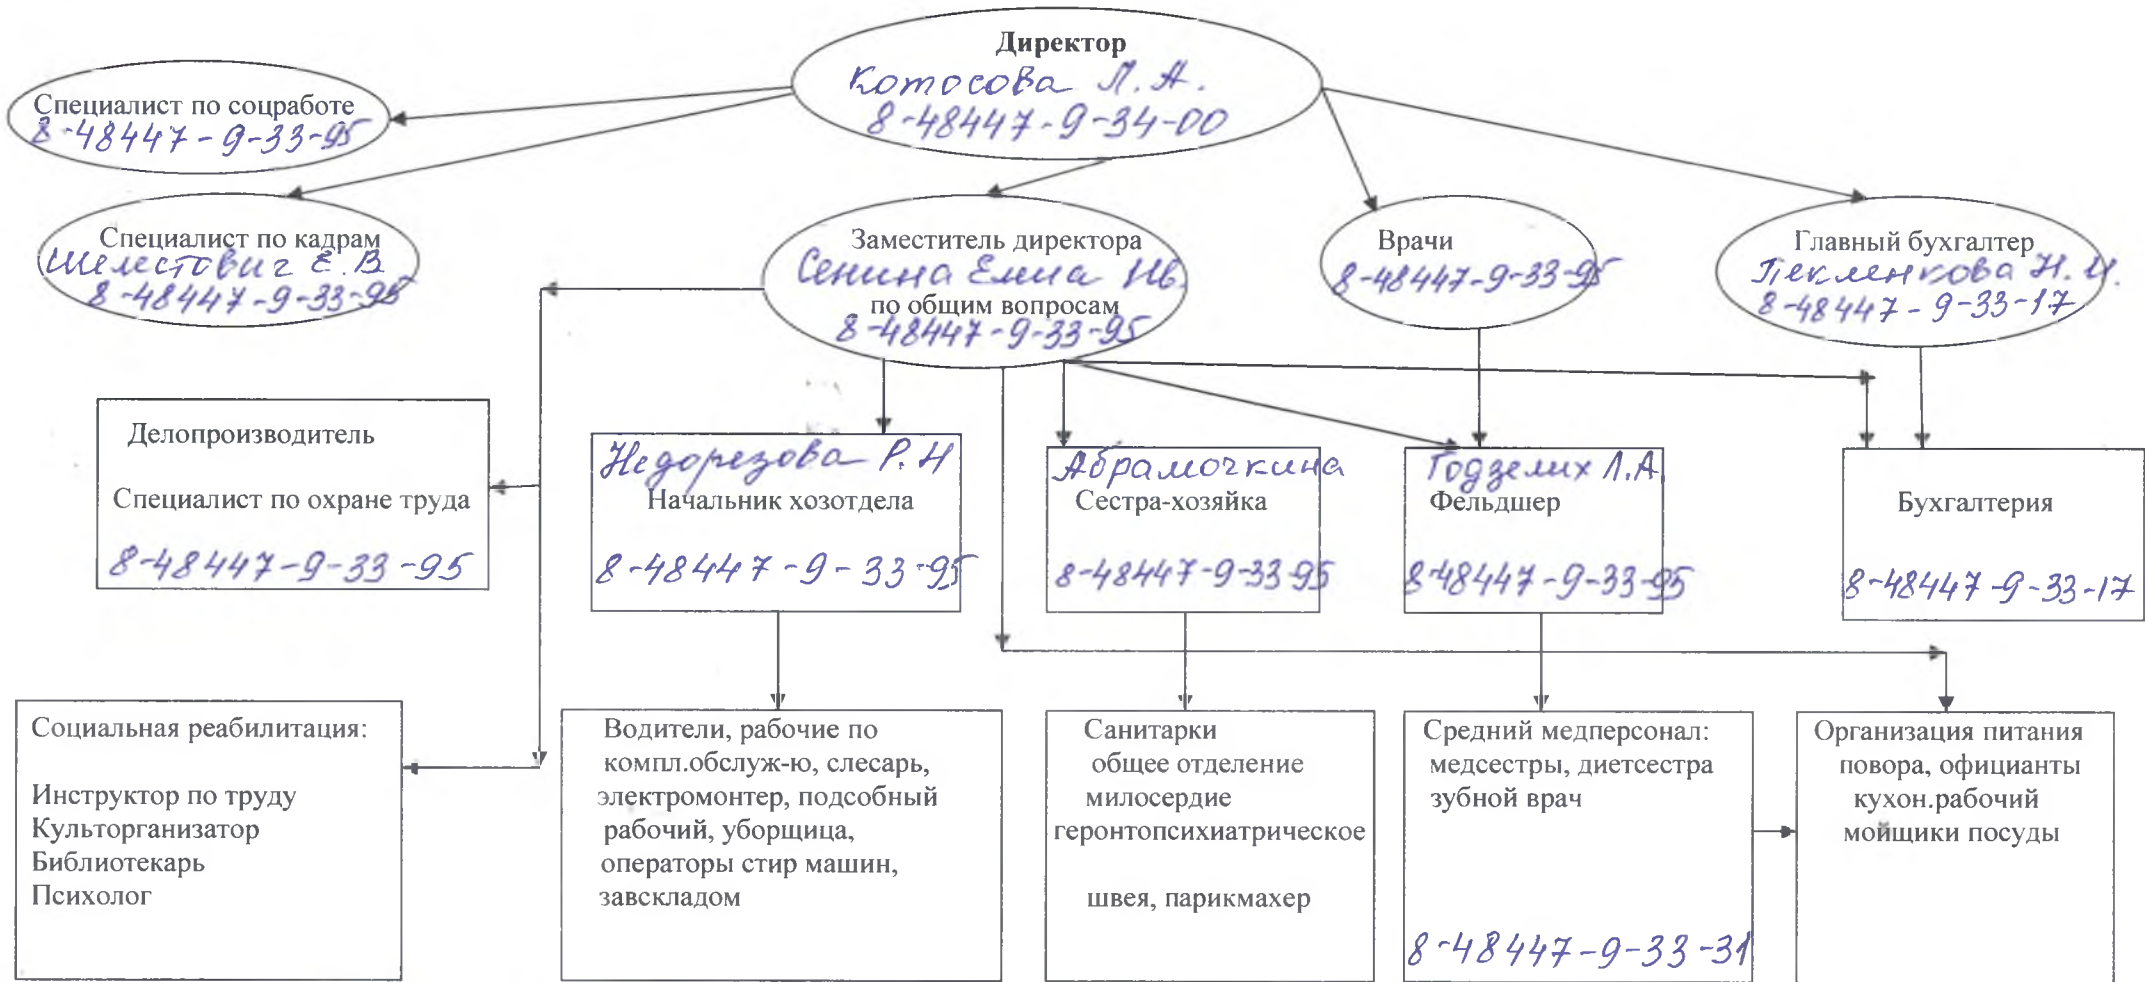 Директор
Котосова Л. А.
8-48447-9-34-00
Специалист по соцработе
8-48447-9-33-95
Специалист по кадрам
Шелестович Е. В
8-48447-9-33-95
Заместитель директора
Сенина Елена Ив.
по общим вопросам
8-48447-9-33-95
Врачи
8-48447-9-33-95
Главный бухгалтер
Пекленкова Н. И.
8-48447-9-33-17
Делопроизводитель
Специалист по охране труда
8-48447-9-33-95
Недорезова Р. Н
Начальник хозотдела
8-48447-9-33-95
Абрамочкина
Сестра-хозяйка
8-48447-9-33-95
Годзелих Л.А
Фельдшер
8-48447-9-33-95
Бухгалтерия
8-48447-9-33-17
Социальная реабилитация:
Инструктор по труду
Культорганизатор
Библиотекарь
Психолог
Водители, рабочие по
компл.обслуж-ю, слесарь,
электромонтер, подсобный
рабочий, уборщица,
операторы стир машин,
завскладом
Санитарки
общее отделение
милосердие
геронтопсихиатрическое
швея, парикмахер
Средний медперсонал:
медсестры, диетсестра
зубной врач
8-48447-9-33-31
Организация питания
повора, официанты
кухон.рабочий
мойщики посуды